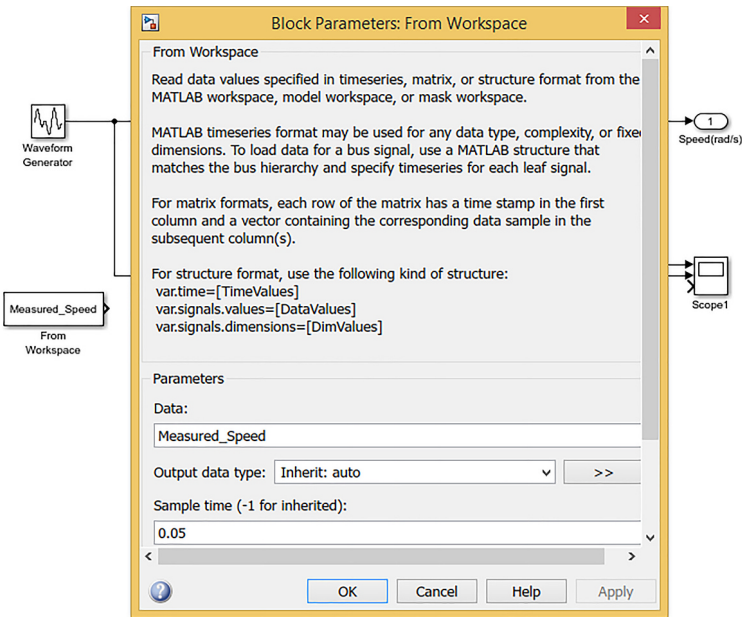 Block Parameters: From Workspace
From Workspace
Read data values specified in timeseries, matrix, or structure format from the
MATLAB workspace, model workspace, or mask workspace.
MATLAB timeseries format may be used for any data type, complexity, or fixe
dimensions. To load data for a bus signal, use a MATLAB structure that
matches the bus hierarchy and specify timeseries for each leaf signal.
For matrix formats, each row of the matrix has a time stamp in the first
column and a vector containing the corresponding data sample in the
subsequent column(s).
For structure format, use the following kind of structure:
var.time=[TimeValues]
var.signals.values=[DataValues]
var.signals.dimensions=[DimValues]
Parameters
Data:
Measured_Speed
Output data type: Inherit: auto >>
Sample time (-1 for inherited):
0.05
OK Cancel Help Apply
Waveform
Generator
Measured_Speed
From
Workspace
1
Speed(rad/s)
Scope1